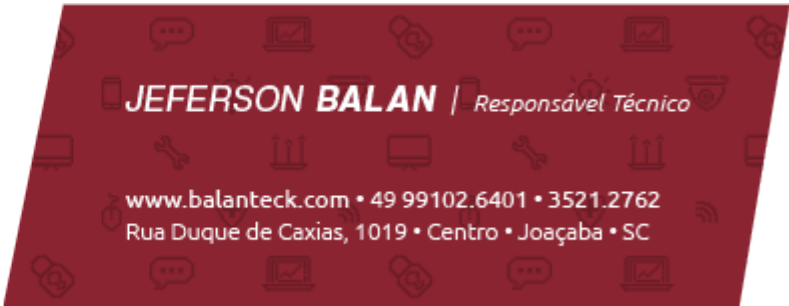 JEFERSON BALAN | Responsável Técnico
www.balanteck.com • 49 99102.6401 • 3521.2762
Rua Duque de Caxias, 1019 • Centro • Joaçaba • SC